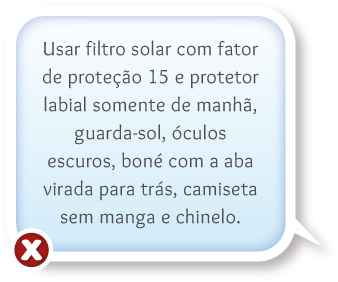 Usar filtro solar com fator
de proteção 15 e protetor
labial somente de manhã,
guarda-sol, óculos
escuros, boné com a aba
virada para trás, camiseta
sem manga e chinelo.